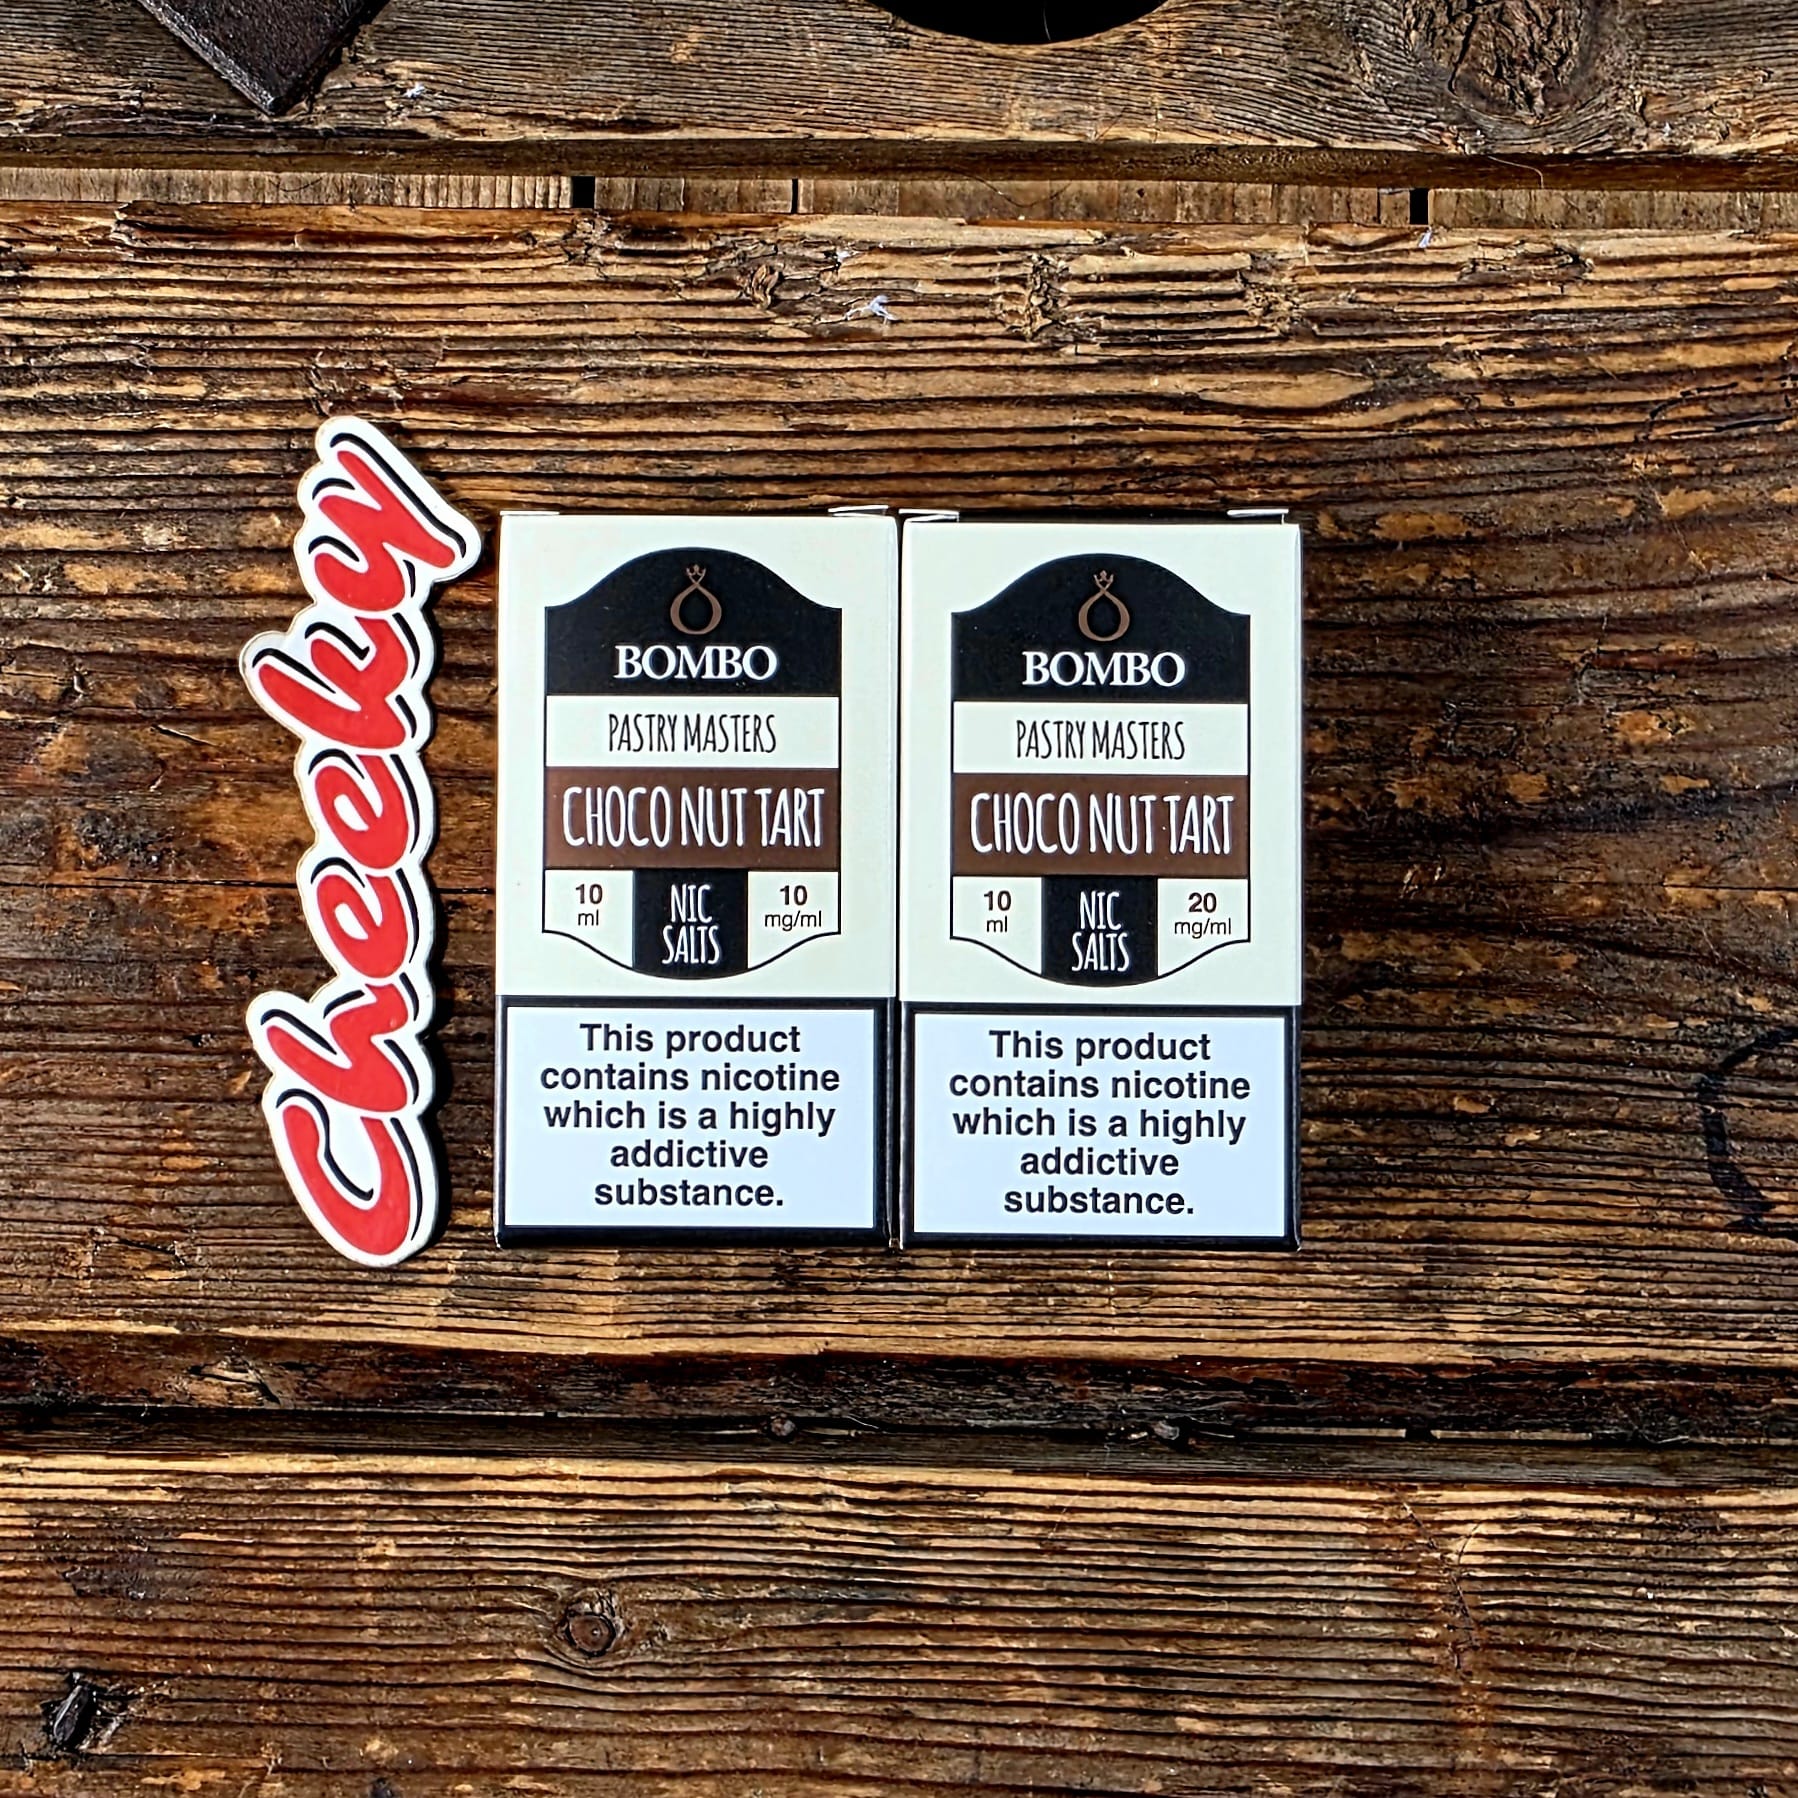 Cheeky
BOMBO
PASTRY MASTERS
CHOCO NUT TART
10
ml
NIC
SALTS
10
mg/ml
This product
contains nicotine
which is a highly
addictive
substance.
BOMBO
PASTRY MASTERS
CHOCO NUT TART
10
ml
NIC
SALTS
20
mg/ml
This product
contains nicotine
which is a highly
addictive
substance.